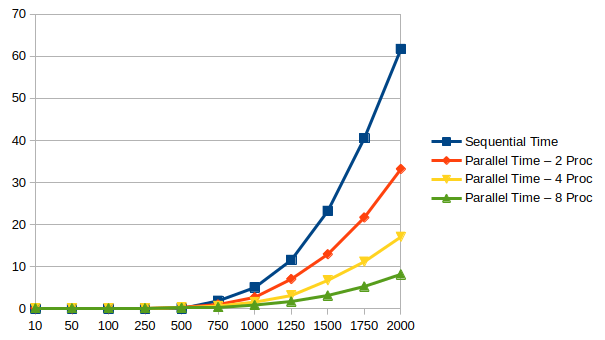 70
60
50
40
30
20
10
0
10 50 100 250 500 750 1000 1250 1500 1750 2000
Sequential Time
Parallel Time – 2 Proc
Parallel Time – 4 Proc
Parallel Time – 8 Proc